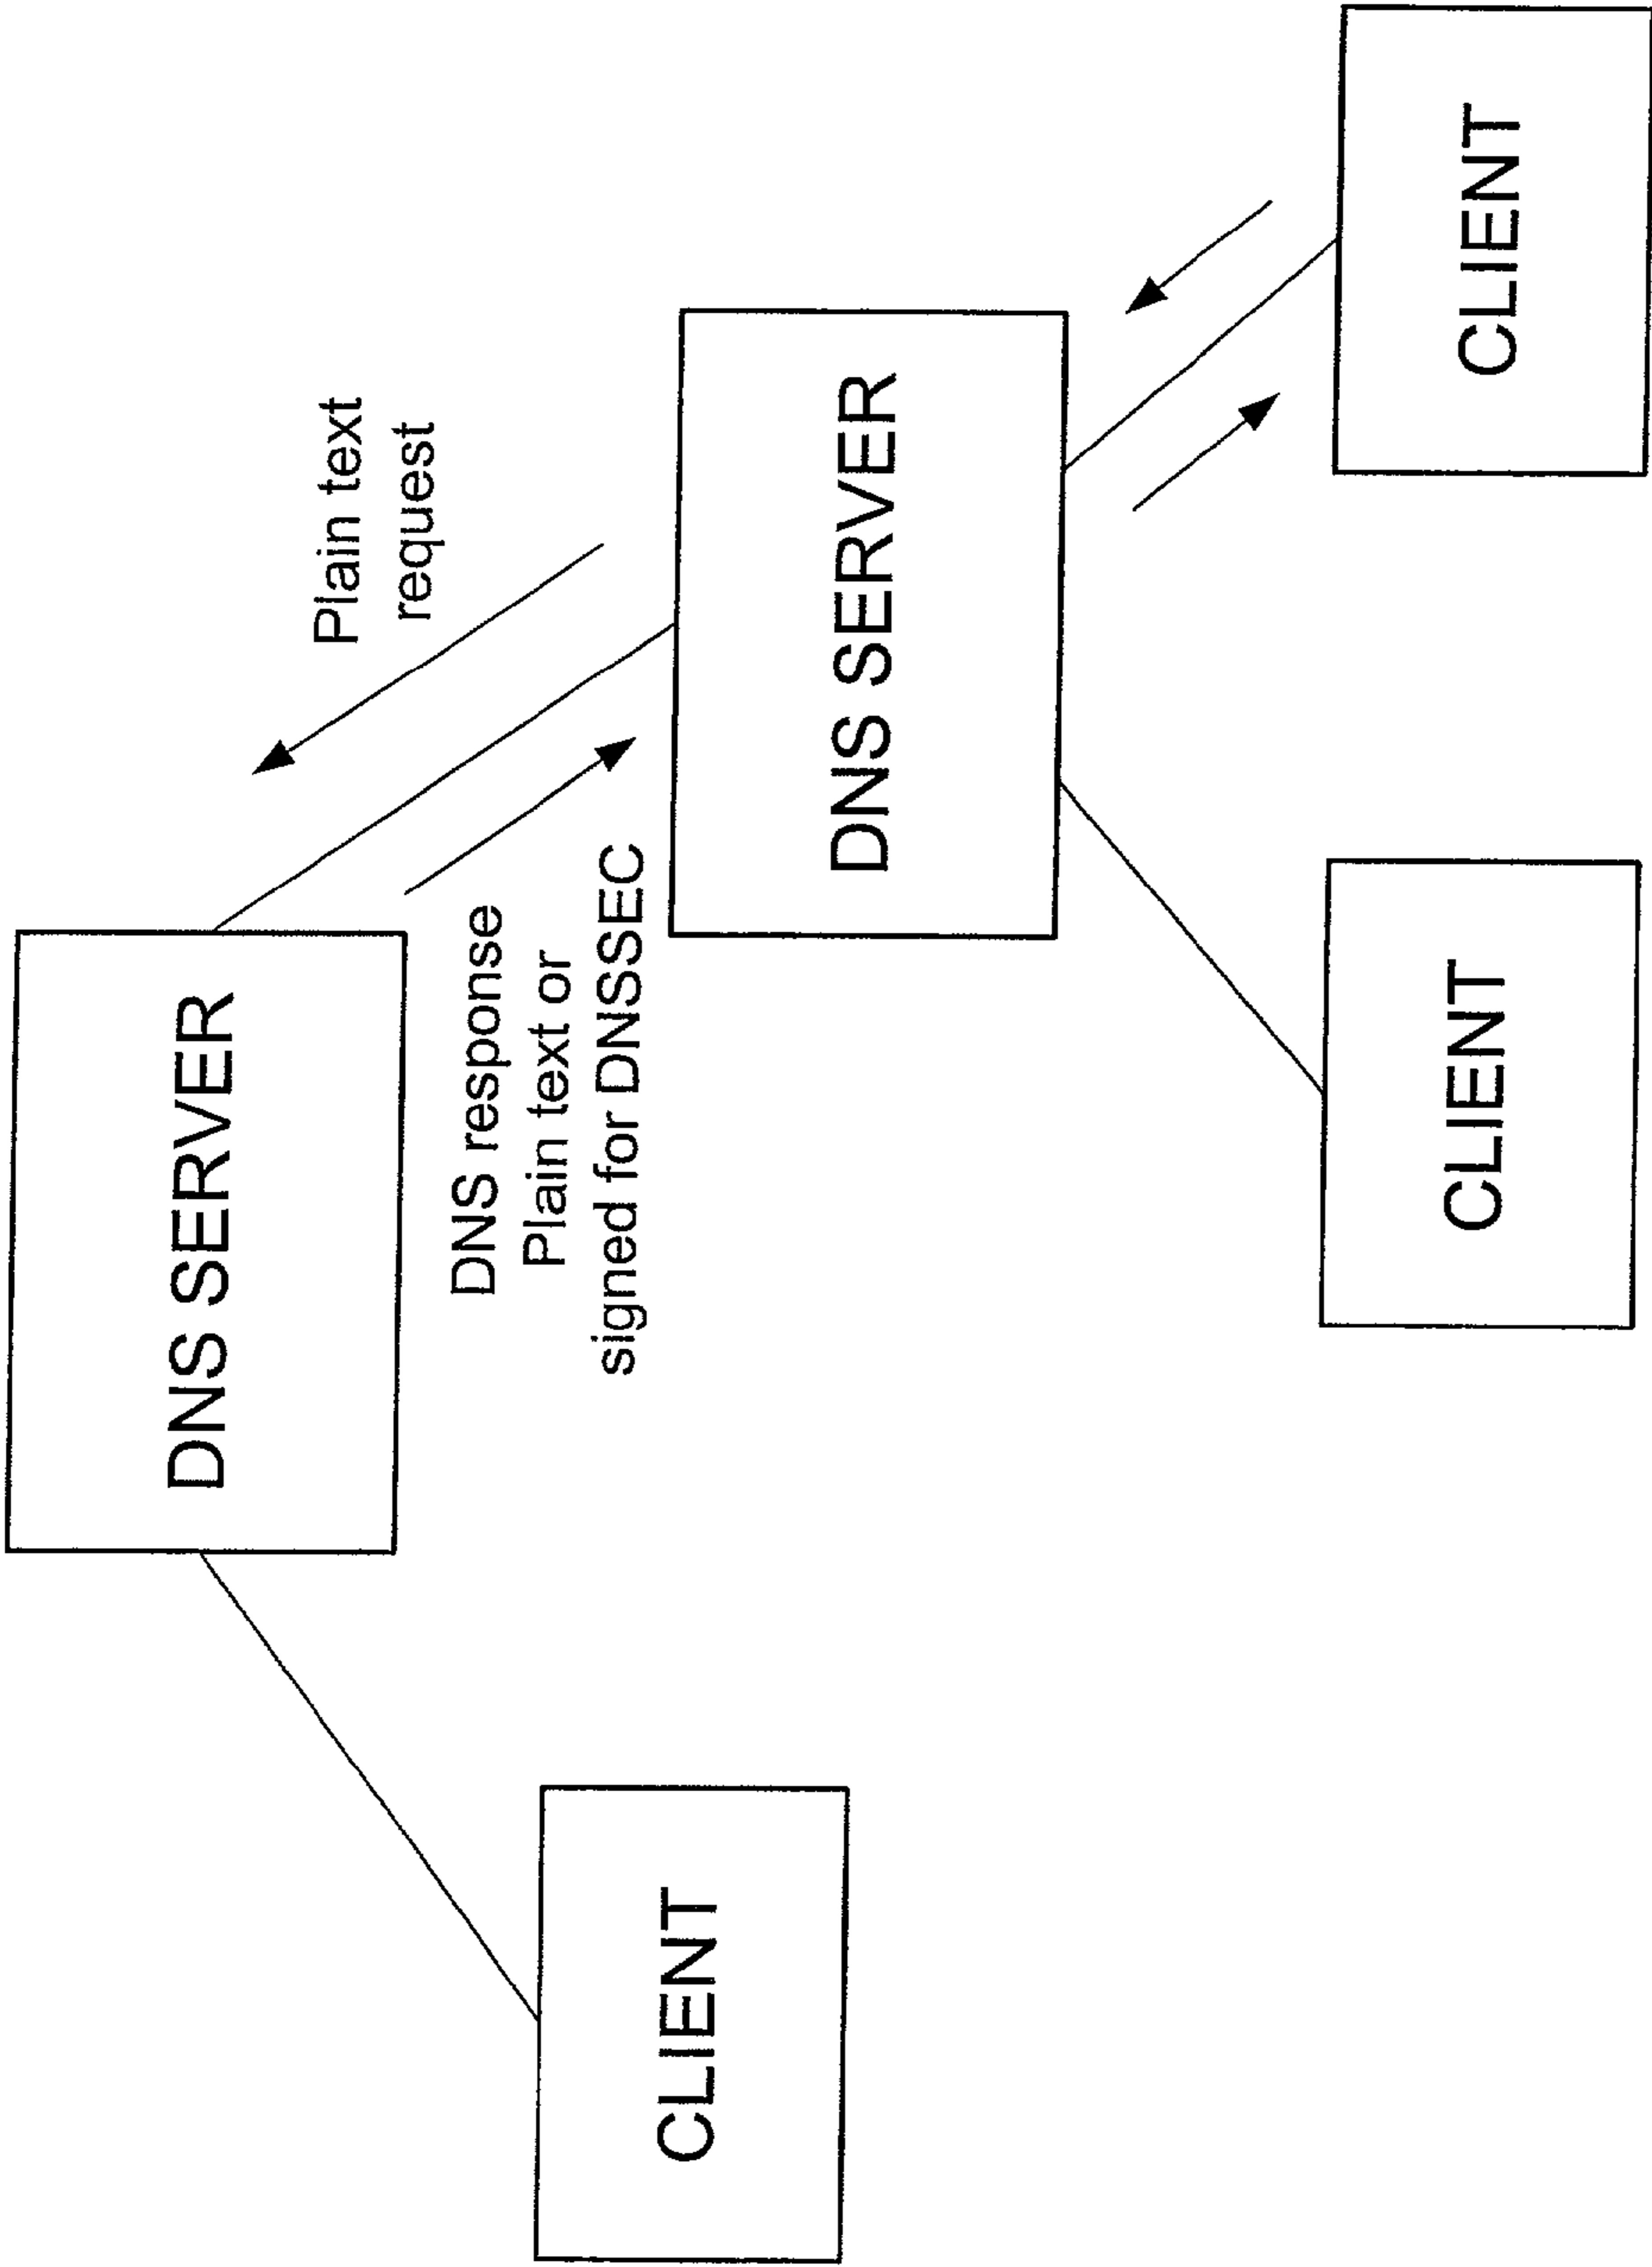 DNS SERVER
Plain text
request
DNS response
Plain text or
signed for DNSSEC
DNS SERVER
CLIENT
CLIENT
CLIENT